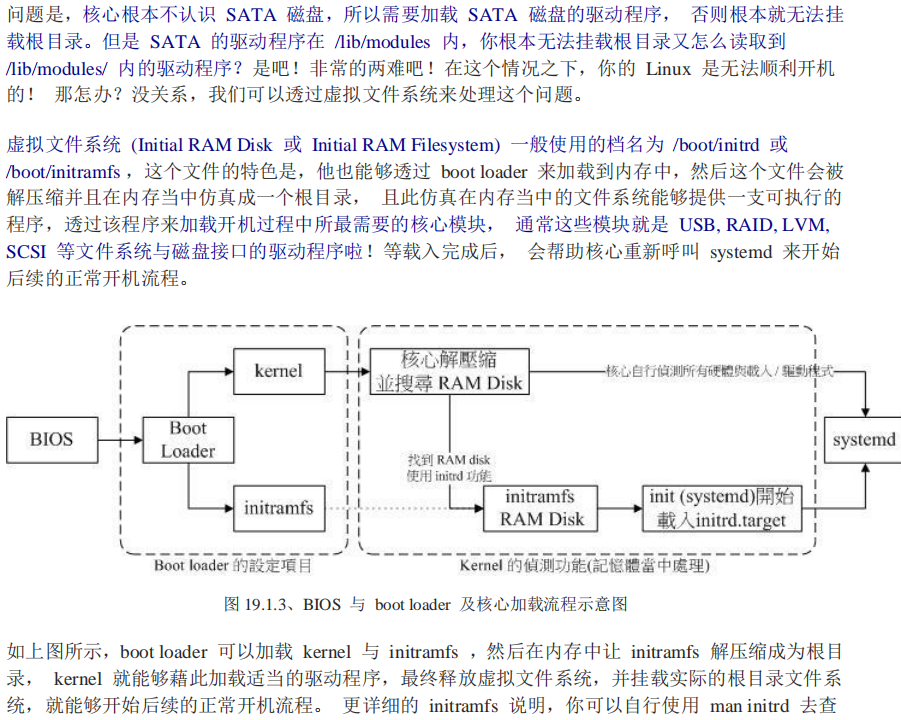 问题是，核心根本不认识 SATA 磁盘，所以需要加载 SATA 磁盘的驱动程序， 否则根本就无法挂
载根目录。但是 SATA 的驱动程序在 /lib/modules 内，你根本无法挂载根目录又怎么读取到
/lib/modules/ 内的驱动程序？是吧！非常的两难吧！在这个情况之下，你的 Linux 是无法顺利开机
的！ 那怎办？没关系，我们可以透过虚拟文件系统来处理这个问题。
虚拟文件系统 (Initial RAM Disk 或 Initial RAM Filesystem) 一般使用的档名为 /boot/initrd 或
/boot/initramfs ，这个文件的特色是，他也能够透过 boot loader 来加载到内存中，然后这个文件会被
解压缩并且在内存当中仿真成一个根目录， 且此仿真在内存当中的文件系统能够提供一支可执行的
程序，透过该程序来加载开机过程中所最需要的核心模块， 通常这些模块就是 USB, RAID, LVM,
SCSI 等文件系统与磁盘接口的驱动程序啦！等载入完成后， 会帮助核心重新呼叫 systemd 来开始
后续的正常开机流程。
BIOS
Boot
Loader
kernel
initramfs
Boot loader 的設定項目
核心解壓縮
並搜尋 RAM Disk
核心自行偵測所有硬體與載入 / 驅動程式
找到 RAM disk
使用 initrd 功能
initramfs
RAM Disk
init (systemd)開始
載入initrd.target
systemd
Kernel 的偵測功能(記憶體當中處理)
图 19.1.3、BIOS 与 boot loader 及核心加载流程示意图
如上图所示，boot loader 可以加载 kernel 与 initramfs ，然后在内存中让 initramfs 解压缩成为根目
录， kernel 就能够藉此加载适当的驱动程序，最终释放虚拟文件系统，并挂载实际的根目录文件系
统，就能够开始后续的正常开机流程。 更详细的 initramfs 说明，你可以自行使用 man initrd 去查